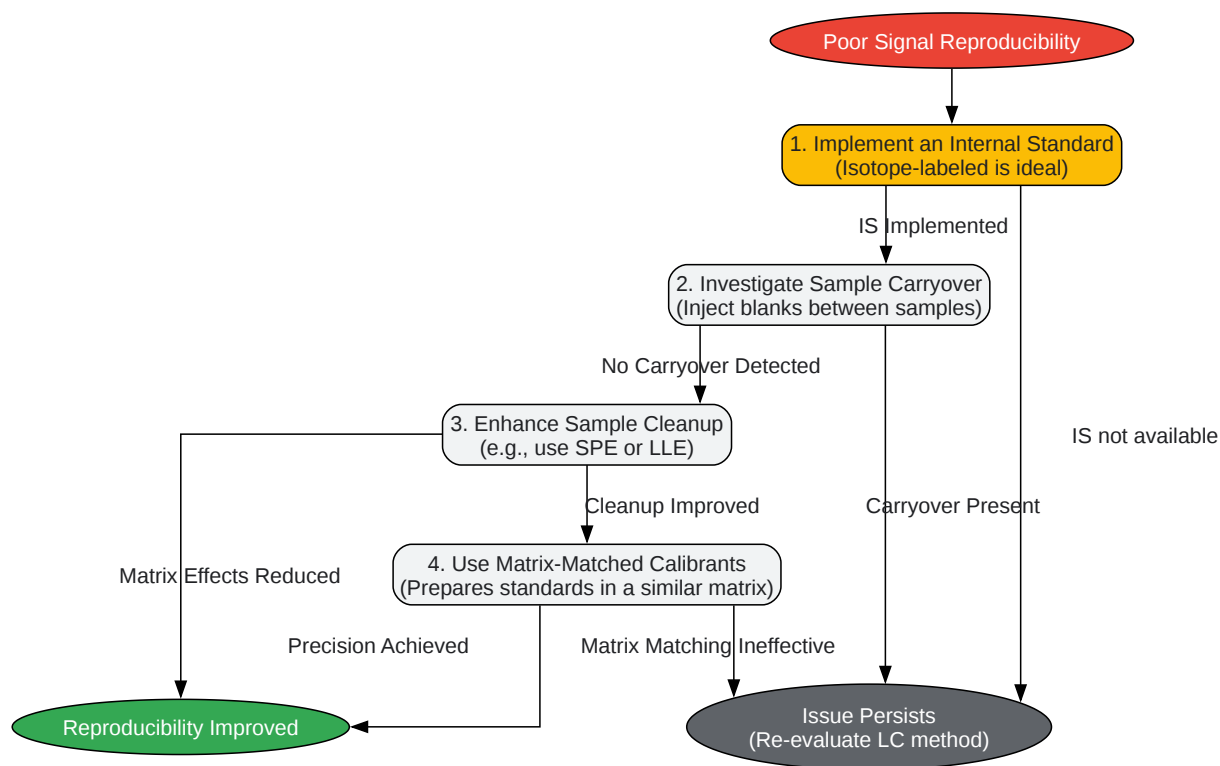 Poor Signal Reproducibility
1. Implement an Internal Standard
(Isotope-labeled is ideal)
IS Implemented
2. Investigate Sample Carryover
(Inject blanks between samples)
No Carryover Detected
3. Enhance Sample Cleanup
(e.g., use SPE or LLE)
IS not available
Cleanup Improved
Carryover Present
4. Use Matrix-Matched Calibrants
(Prepares standards in a similar matrix)
Matrix Effects Reduced
Precision Achieved
Matrix Matching Ineffective
Reproducibility Improved
Issue Persists
(Re-evaluate LC method)